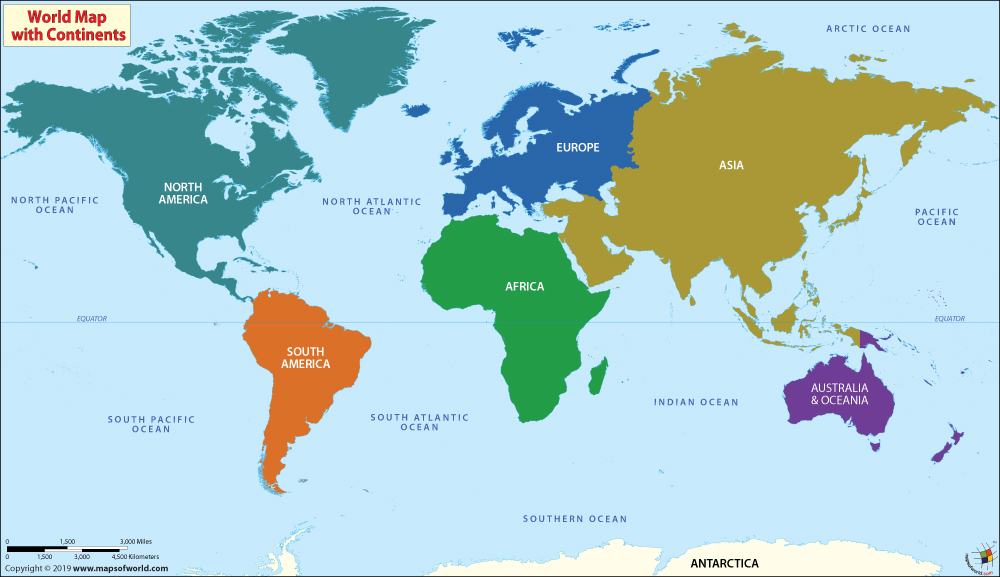 World Map
with Continents
ARCTIC OCEAN
EUROPE
ASIA
NORTH
AMERICA
NORTH PACIFIC
OCEAN
NORTH ATLANTIC
OCEAN
PACIFIC
OCEAN
AFRICA
EQUATOR
EQUATOR
SOUTH
AMERICA
AUSTRALIA
& OCEANIA
INDIAN OCEAN
SOUTH PACIFIC
OCEAN
SOUTH ATLANTIC
OCEAN
SOUTHERN OCEAN
0 1,500 3,000 Miles
0 1,500 3,000 4,500 Kilometers
Copyright © 2019 www.mapsofworld.com
ANTARCTICA
mapsofworld.com